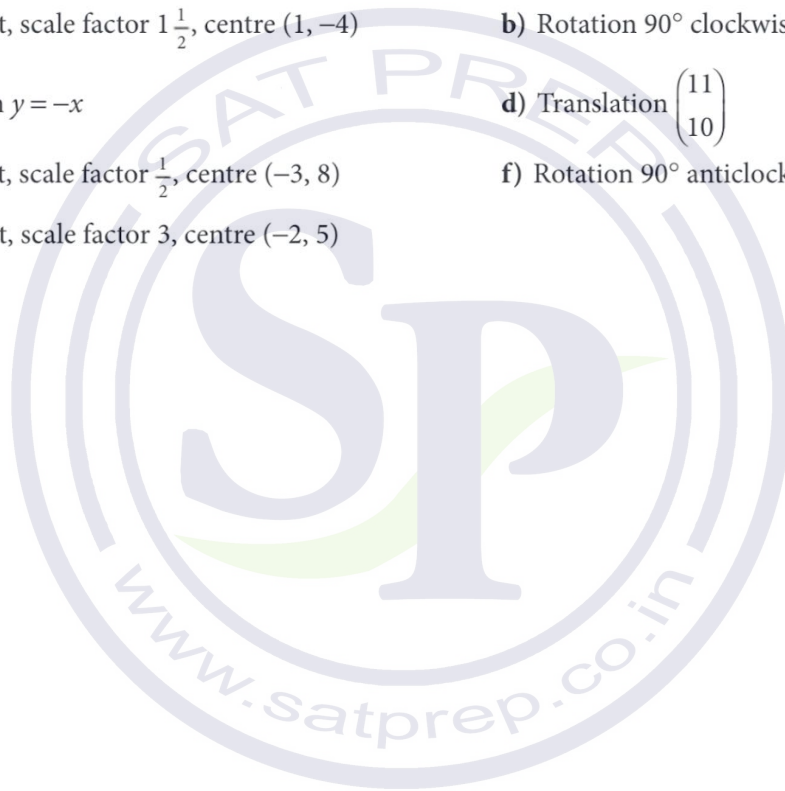 t, scale factor 1 1/2, centre (1, −4) b) Rotation 90° clockwis
y = −x d) Translation (11 10)
t, scale factor 1/2, centre (−3, 8) f) Rotation 90° anticlock
t, scale factor 3, centre (−2, 5)
SAT PREP
SP
www.satprep.co.in